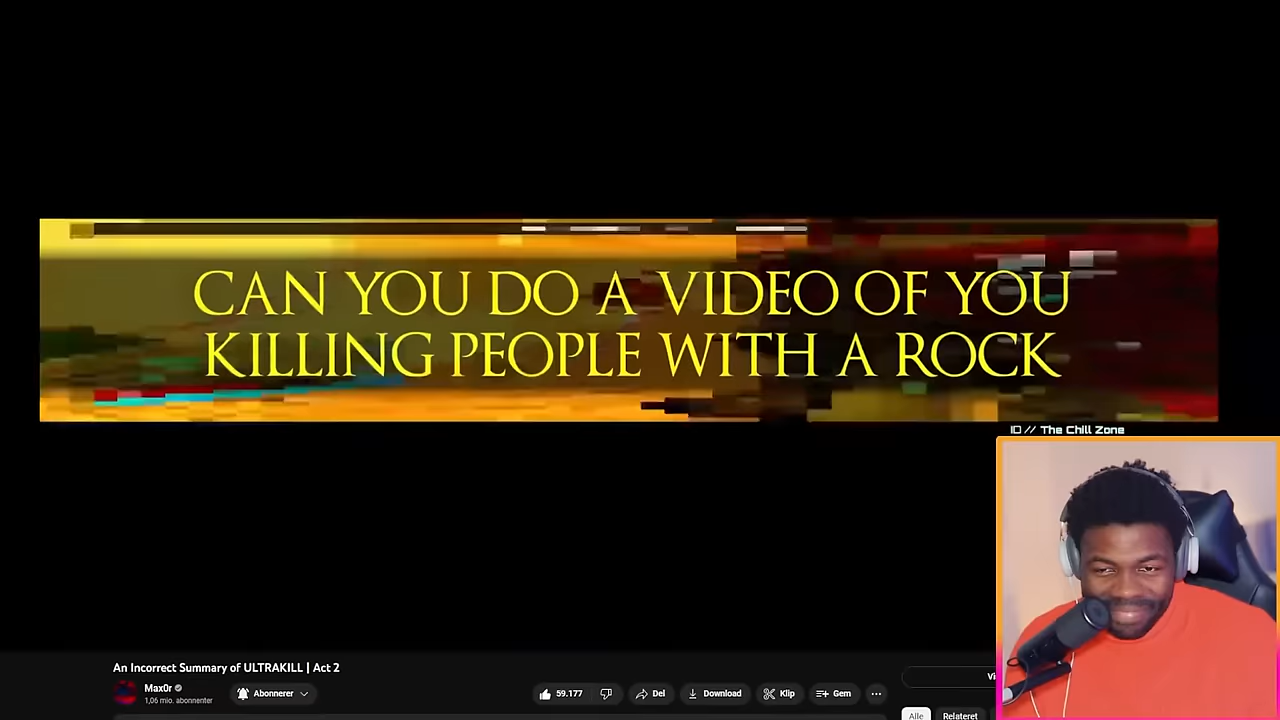 CAN YOU DO A VIDEO OF YOU
KILLING PEOPLE WITH A ROCK
ID // The Chill Zone
An Incorrect Summary of ULTRAKILL | Act 2
Max0r
1,06 mio. abonnenter
Abonnerer
59.177
Del
Download
Klip
Gem
Alle
Relateret